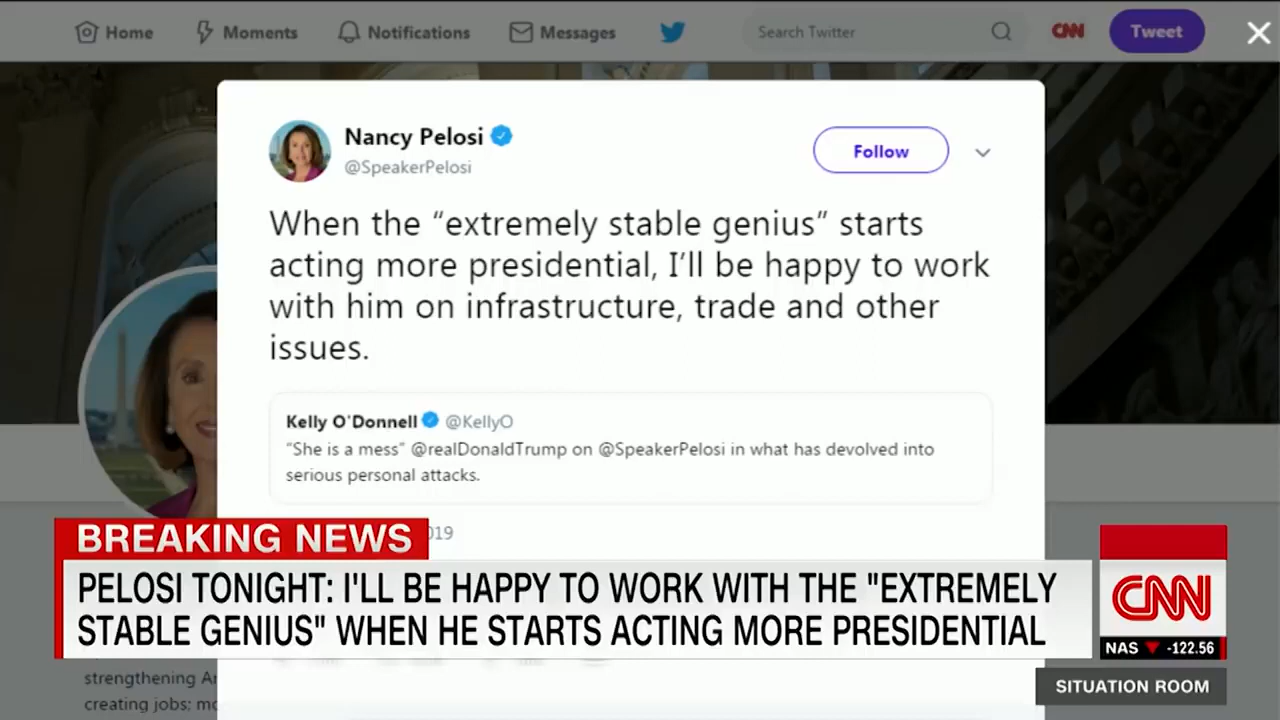 Home Moments Notifications Messages Search Twitter CNN Tweet
Nancy Pelosi
@SpeakerPelosi
Follow
When the “extremely stable genius” starts
acting more presidential, I’ll be happy to work
with him on infrastructure, trade and other
issues.
Kelly O'Donnell @KellyO
“She is a mess” @realDonaldTrump on @SpeakerPelosi in what has devolved into
serious personal attacks.
BREAKING NEWS
PELOSI TONIGHT: I'LL BE HAPPY TO WORK WITH THE "EXTREMELY
STABLE GENIUS" WHEN HE STARTS ACTING MORE PRESIDENTIAL
CNN
NAS -122.56
SITUATION ROOM
strengthening
creating jobs;